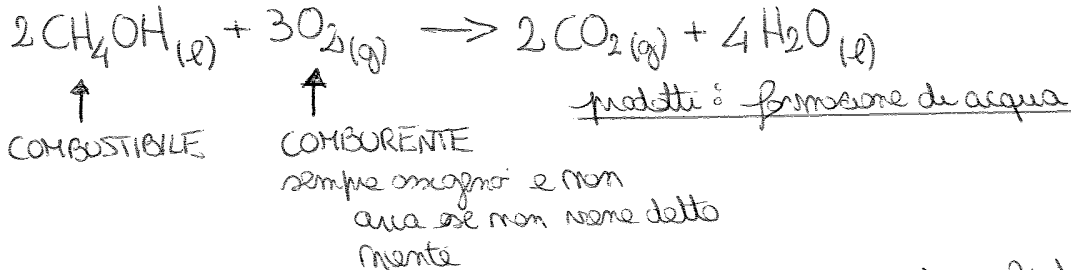 2CH₄OH(l) + 3O₂(g) → 2CO₂(g) + 4H₂O(l)
prodotti: formazione di acqua
COMBUSTIBILE COMBURENTE
sempre ossigeno e non
aria se non viene detto
niente